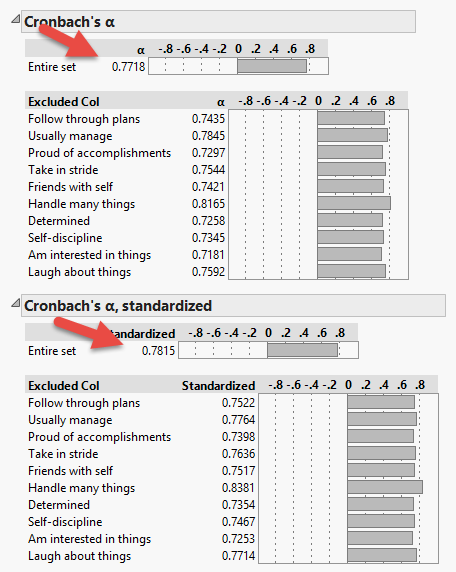 Cronbach's α
α -.8 -.6 -.4 -.2 0 .2 .4 .6 .8
Entire set 0.7718
Excluded Col α -.8 -.6 -.4 -.2 0 .2 .4 .6 .8
Follow through plans 0.7435
Usually manage 0.7845
Proud of accomplishments 0.7297
Take in stride 0.7544
Friends with self 0.7421
Handle many things 0.8165
Determined 0.7258
Self-discipline 0.7345
Am interested in things 0.7181
Laugh about things 0.7592
Cronbach's α, standardized
tandardized -.8 -.6 -.4 -.2 0 .2 .4 .6 .8
Entire set 0.7815
Excluded Col Standardized -.8 -.6 -.4 -.2 0 .2 .4 .6 .8
Follow through plans 0.7522
Usually manage 0.7764
Proud of accomplishments 0.7398
Take in stride 0.7636
Friends with self 0.7517
Handle many things 0.8381
Determined 0.7354
Self-discipline 0.7467
Am interested in things 0.7253
Laugh about things 0.7714